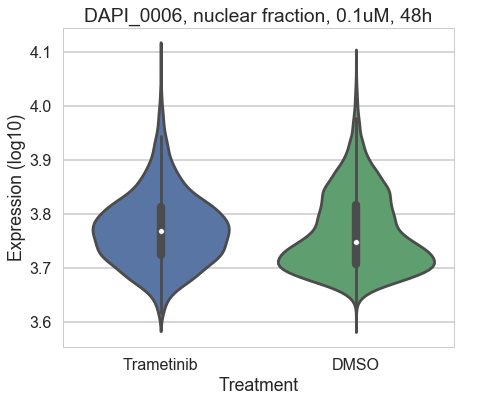 DAPI_0006, nuclear fraction, 0.1uM, 48h
4.1
4.0
3.9
3.8
3.7
3.6
Expression (log10)
Trametinib DMSO
Treatment